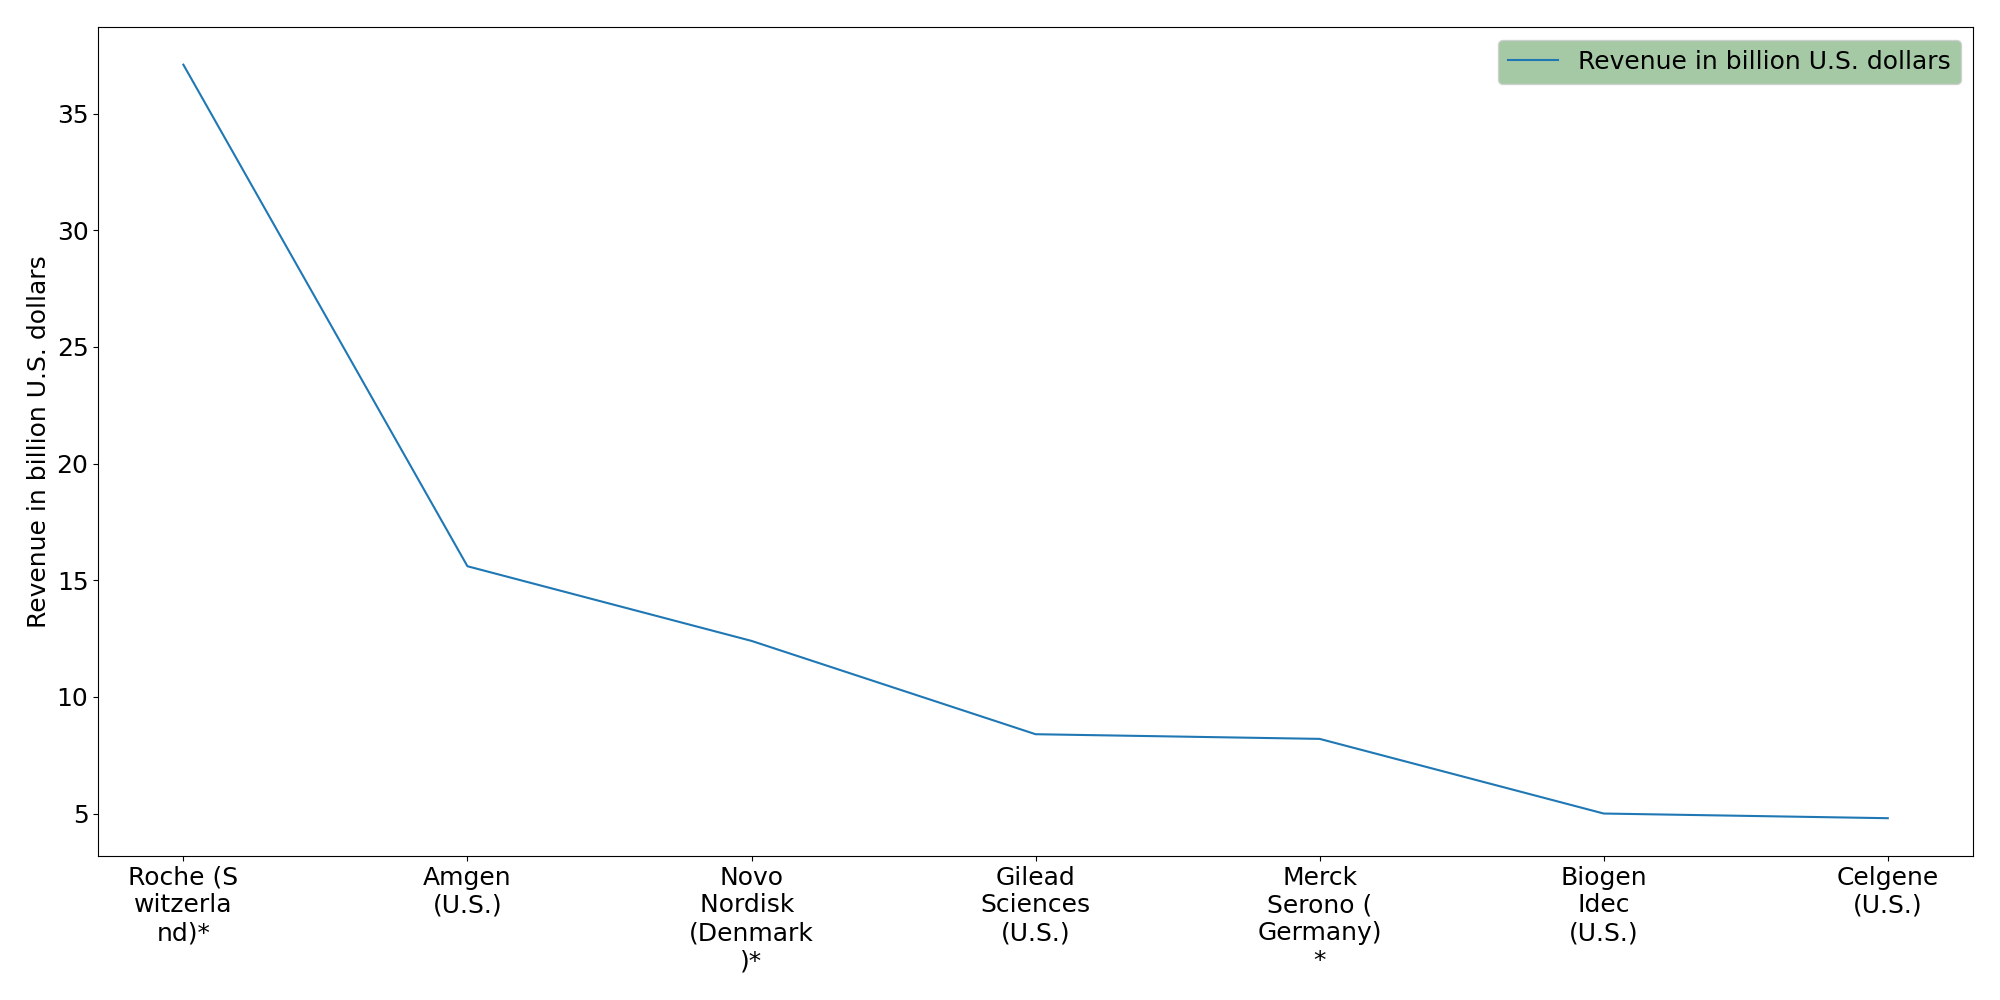 Revenue in billion U.S. dollars
Revenue in billion U.S. dollars
35
30
25
20
15
10
5
Roche (S
witzerla
nd)*
Amgen
(U.S.)
Novo
Nordisk
(Denmark
)*
Gilead
Sciences
(U.S.)
Merck
Serono (
Germany)
*
Biogen
Idec
(U.S.)
Celgene
(U.S.)